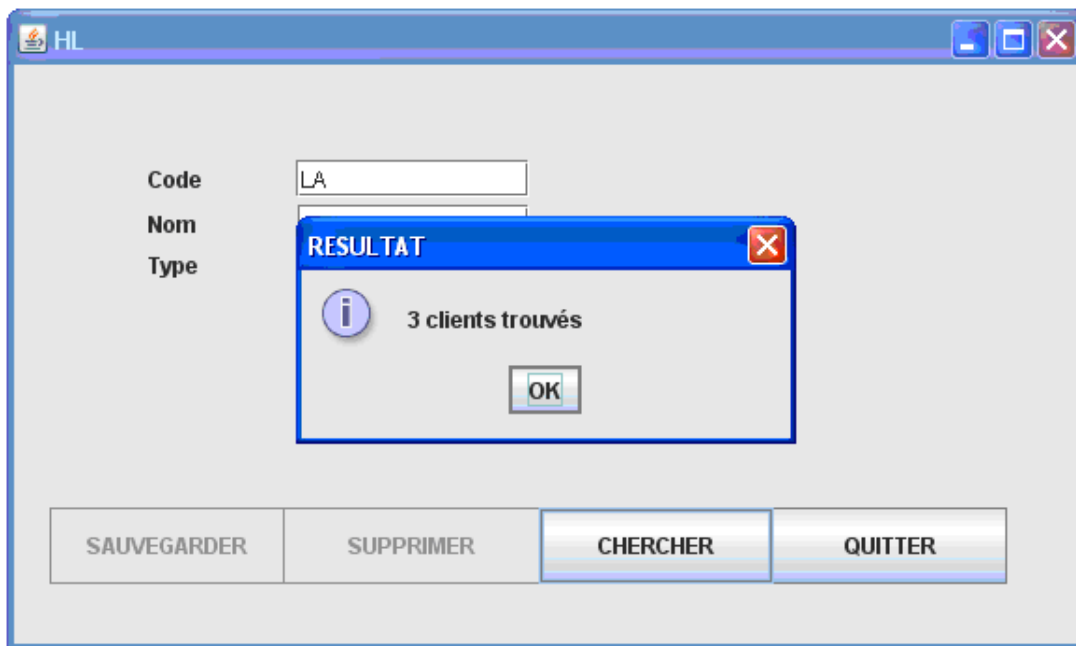 HL
Code
LA
Nom
Type
RESULTAT
3 clients trouvés
OK
SAUVEGARDER SUPPRIMER CHERCHER QUITTER